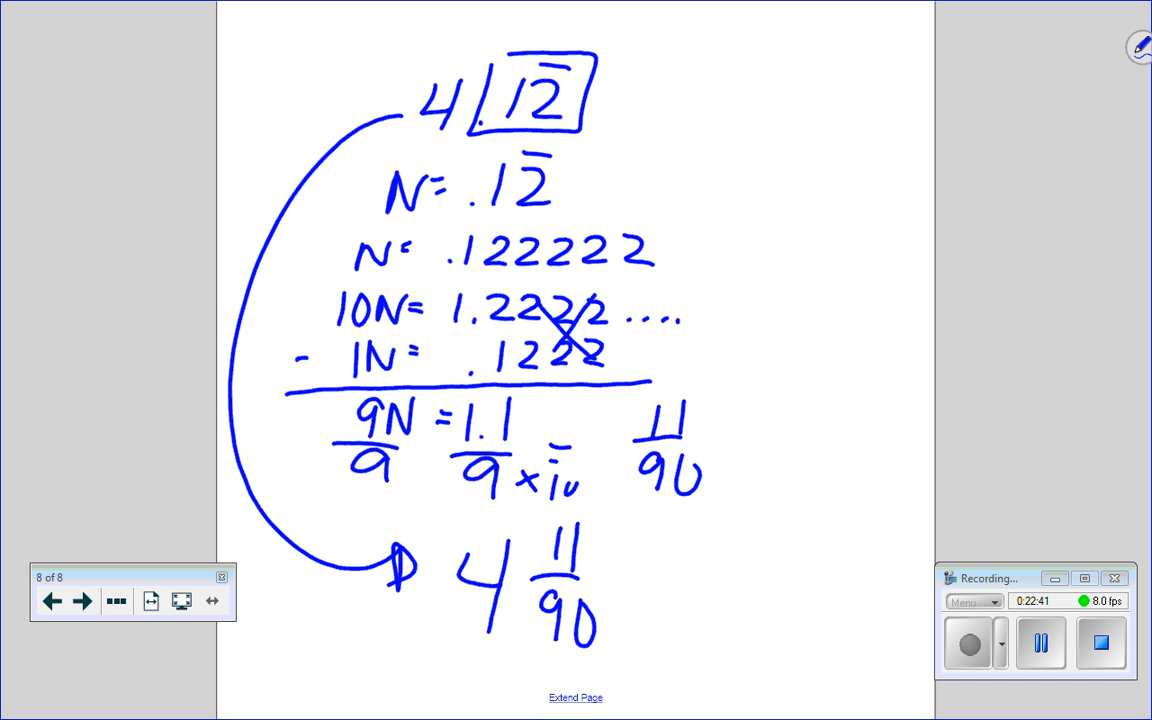 4 .12̅
N = .12̅
N = .122222
10N = 1.2222 ....
- 1N = .1222
9N = 1.1 11
9 9 × 10 90
4 11
90
8 of 8
Recording...
Menu
0:22:41 8.0 fps
Extend Page